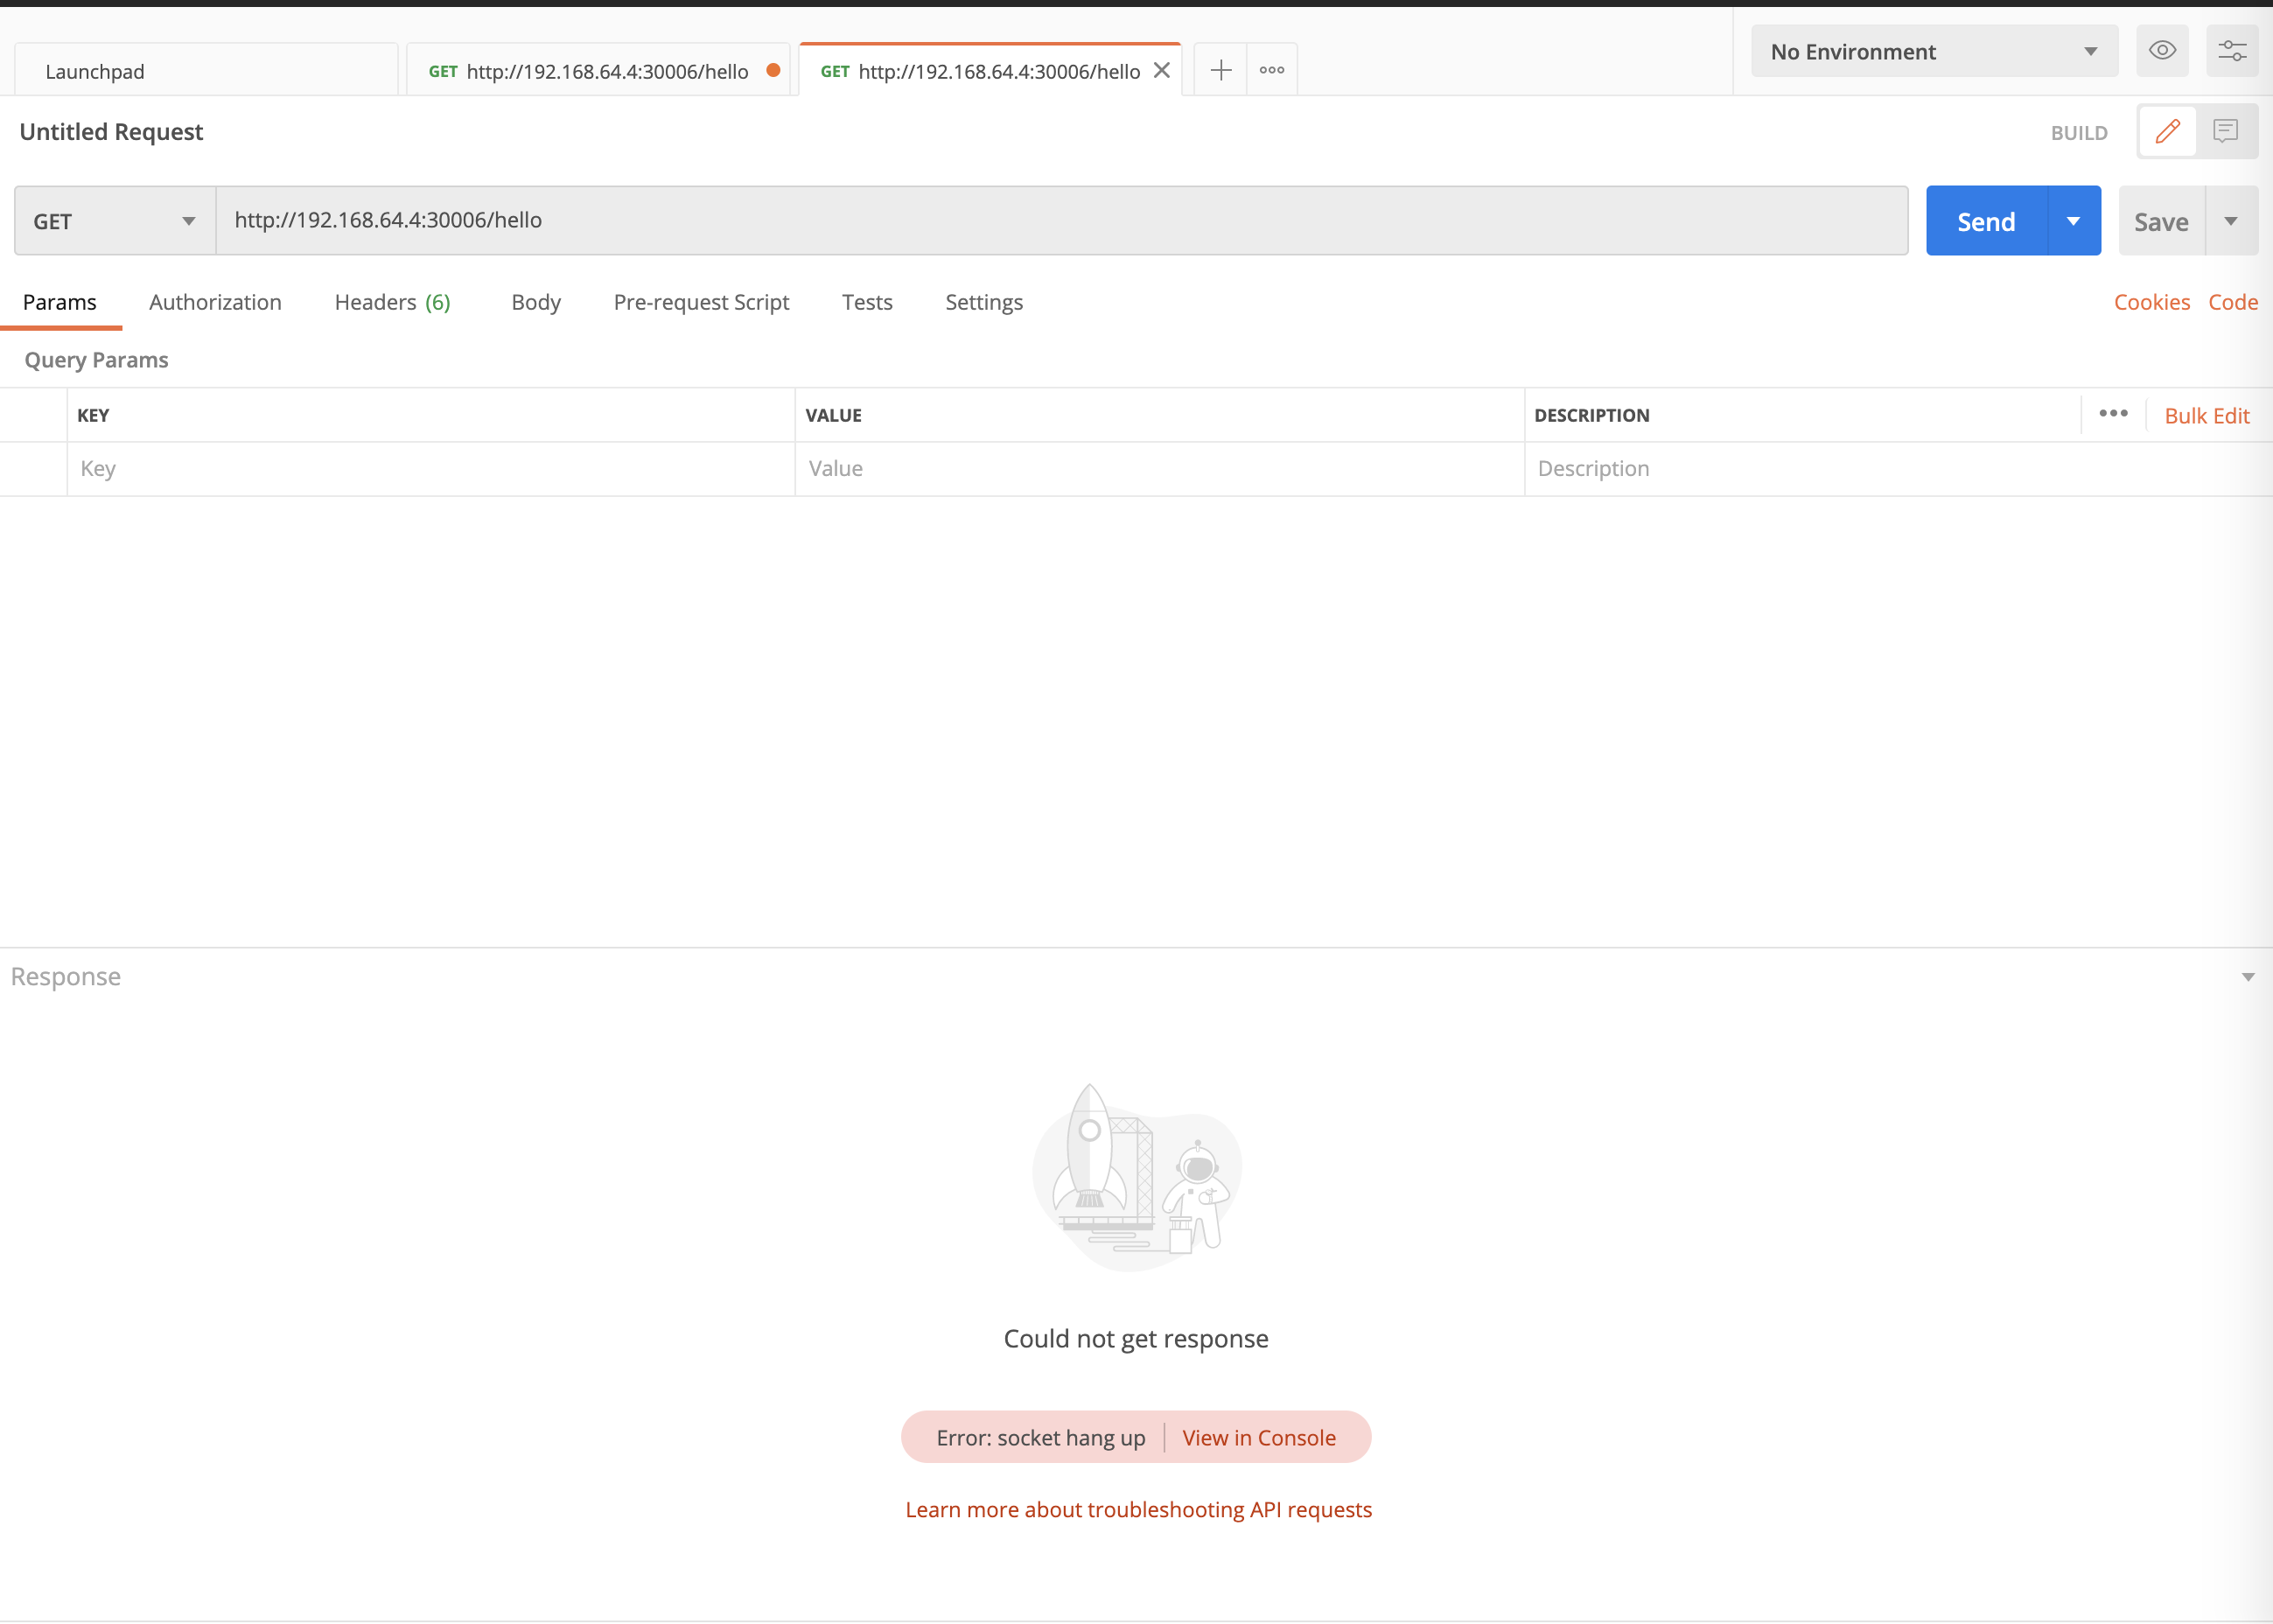 Launchpad
GET http://192.168.64.4:30006/hello
GET http://192.168.64.4:30006/hello
No Environment
Untitled Request
BUILD
GET
http://192.168.64.4:30006/hello
Send
Save
Params
Authorization
Headers (6)
Body
Pre-request Script
Tests
Settings
Cookies
Code
Query Params
KEY
VALUE
DESCRIPTION
Bulk Edit
Key
Value
Description
Response
Could not get response
Error: socket hang up
View in Console
Learn more about troubleshooting API requests